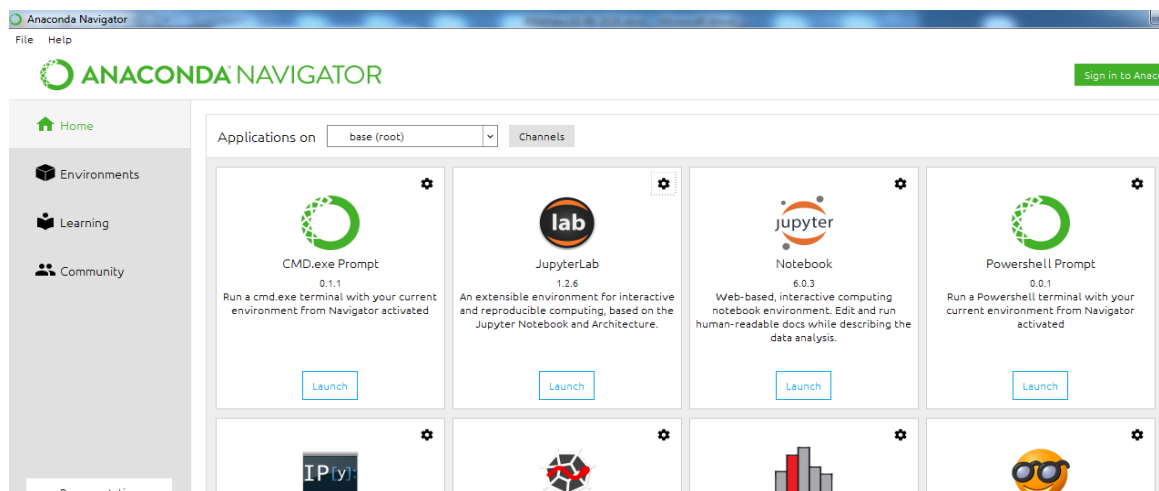 Anaconda Navigator
File Help
ANACONDA NAVIGATOR
Sign in to Anac
Home
Applications on base (root) Channels
Environments
Learning
Community
lab
jupyter
CMD.exe Prompt
0.1.1
Run a cmd.exe terminal with your current
environment from Navigator activated
Launch
JupyterLab
1.2.6
An extensible environment for interactive
and reproducible computing, based on the
Jupyter Notebook and Architecture.
Launch
Notebook
6.0.3
Web-based, interactive computing
notebook environment. Edit and run
human-readable docs while describing the
data analysis.
Launch
Powershell Prompt
0.0.1
Run a Powershell terminal with your
current environment from Navigator
activated
Launch
IP[y]: